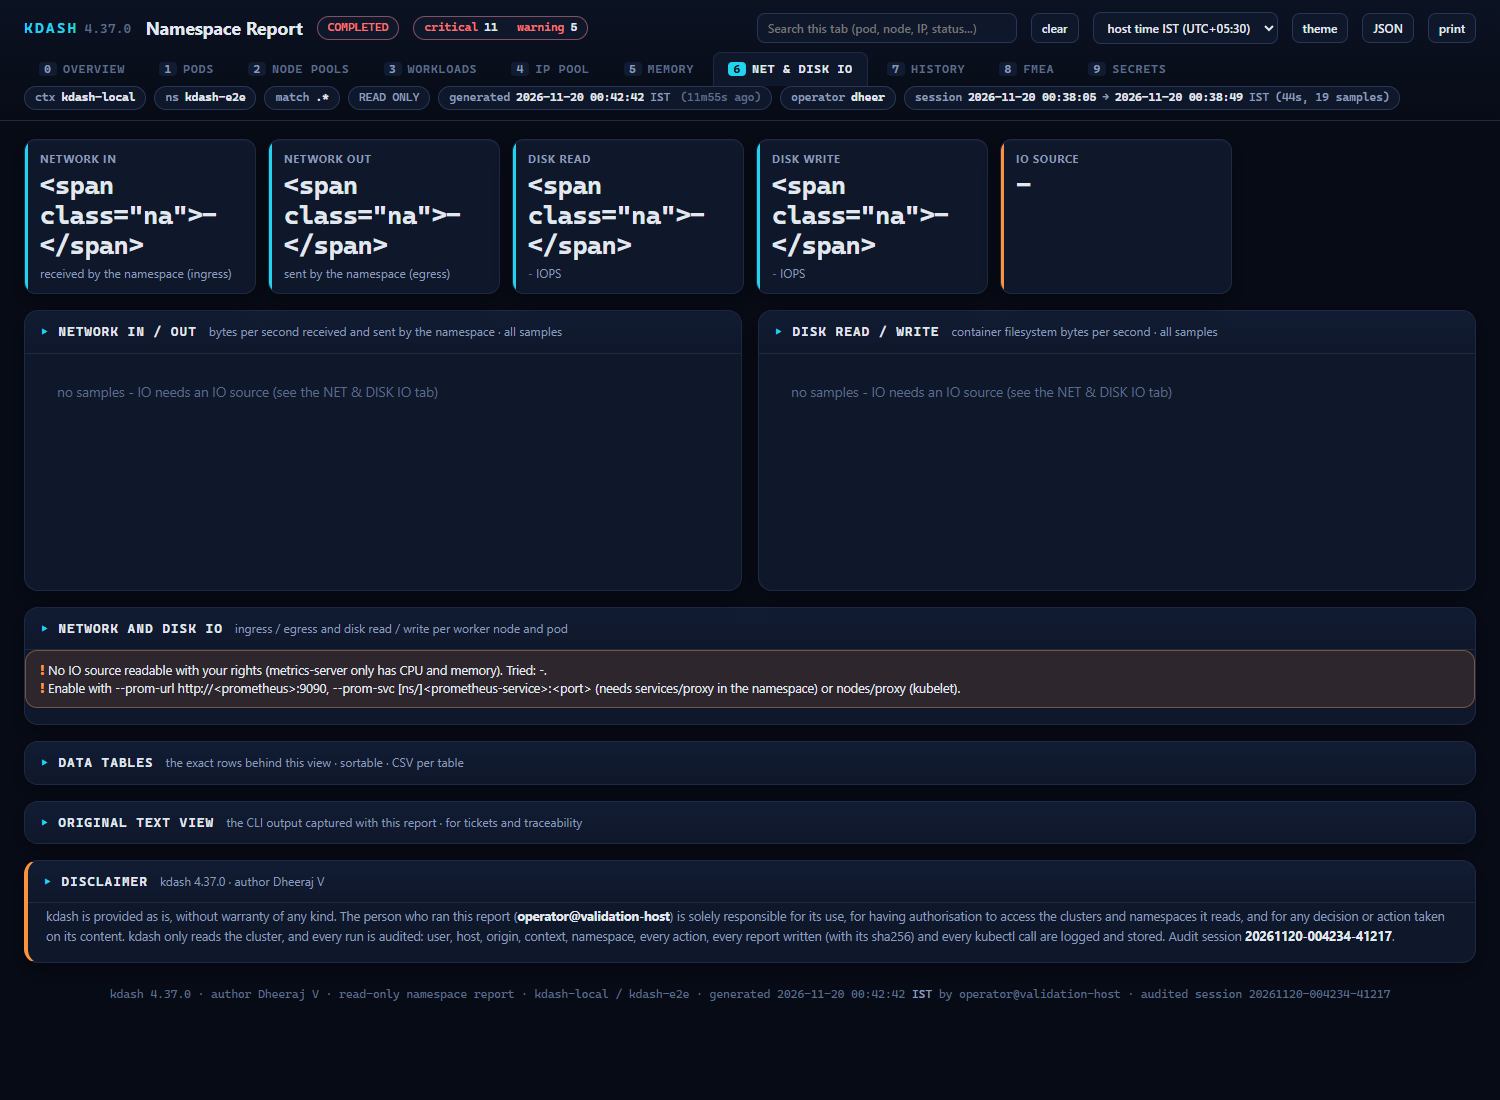 KDASH 4.37.0 Namespace Report COMPLETED critical 11 warning 5 Search this tab (pod, node, IP, status...) clear host time IST (UTC+05:30) theme JSON print
0 OVERVIEW 1 PODS 2 NODE POOLS 3 WORKLOADS 4 IP POOL 5 MEMORY 6 NET & DISK IO 7 HISTORY 8 FMEA 9 SECRETS
ctx kdash-local ns kdash-e2e match .* READ ONLY generated 2026-11-20 00:42:42 IST (11m55s ago) operator dheer session 2026-11-20 00:38:05 → 2026-11-20 00:38:49 IST (44s, 19 samples)
NETWORK IN
<span
class="na">-
</span>
received by the namespace (ingress)
NETWORK OUT
<span
class="na">-
</span>
sent by the namespace (egress)
DISK READ
<span
class="na">-
</span>
- IOPS
DISK WRITE
<span
class="na">-
</span>
- IOPS
IO SOURCE
-
NETWORK IN / OUT bytes per second received and sent by the namespace · all samples
no samples - IO needs an IO source (see the NET & DISK IO tab)
DISK READ / WRITE container filesystem bytes per second · all samples
no samples - IO needs an IO source (see the NET & DISK IO tab)
NETWORK AND DISK IO ingress / egress and disk read / write per worker node and pod
! No IO source readable with your rights (metrics-server only has CPU and memory). Tried: -.
! Enable with --prom-url http://<prometheus>:9090, --prom-svc [ns/]<prometheus-service>:<port> (needs services/proxy in the namespace) or nodes/proxy (kubelet).
DATA TABLES the exact rows behind this view · sortable · CSV per table
ORIGINAL TEXT VIEW the CLI output captured with this report · for tickets and traceability
DISCLAIMER kdash 4.37.0 · author Dheeraj V
kdash is provided as is, without warranty of any kind. The person who ran this report (operator@validation-host) is solely responsible for its use, for having authorisation to access the clusters and namespaces it reads, and for any decision or action taken
on its content. kdash only reads the cluster, and every run is audited: user, host, origin, context, namespace, every action, every report written (with its sha256) and every kubectl call are logged and stored. Audit session 20261120-004234-41217.
kdash 4.37.0 · author Dheeraj V · read-only namespace report · kdash-local / kdash-e2e · generated 2026-11-20 00:42:42 IST by operator@validation-host · audited session 20261120-004234-41217